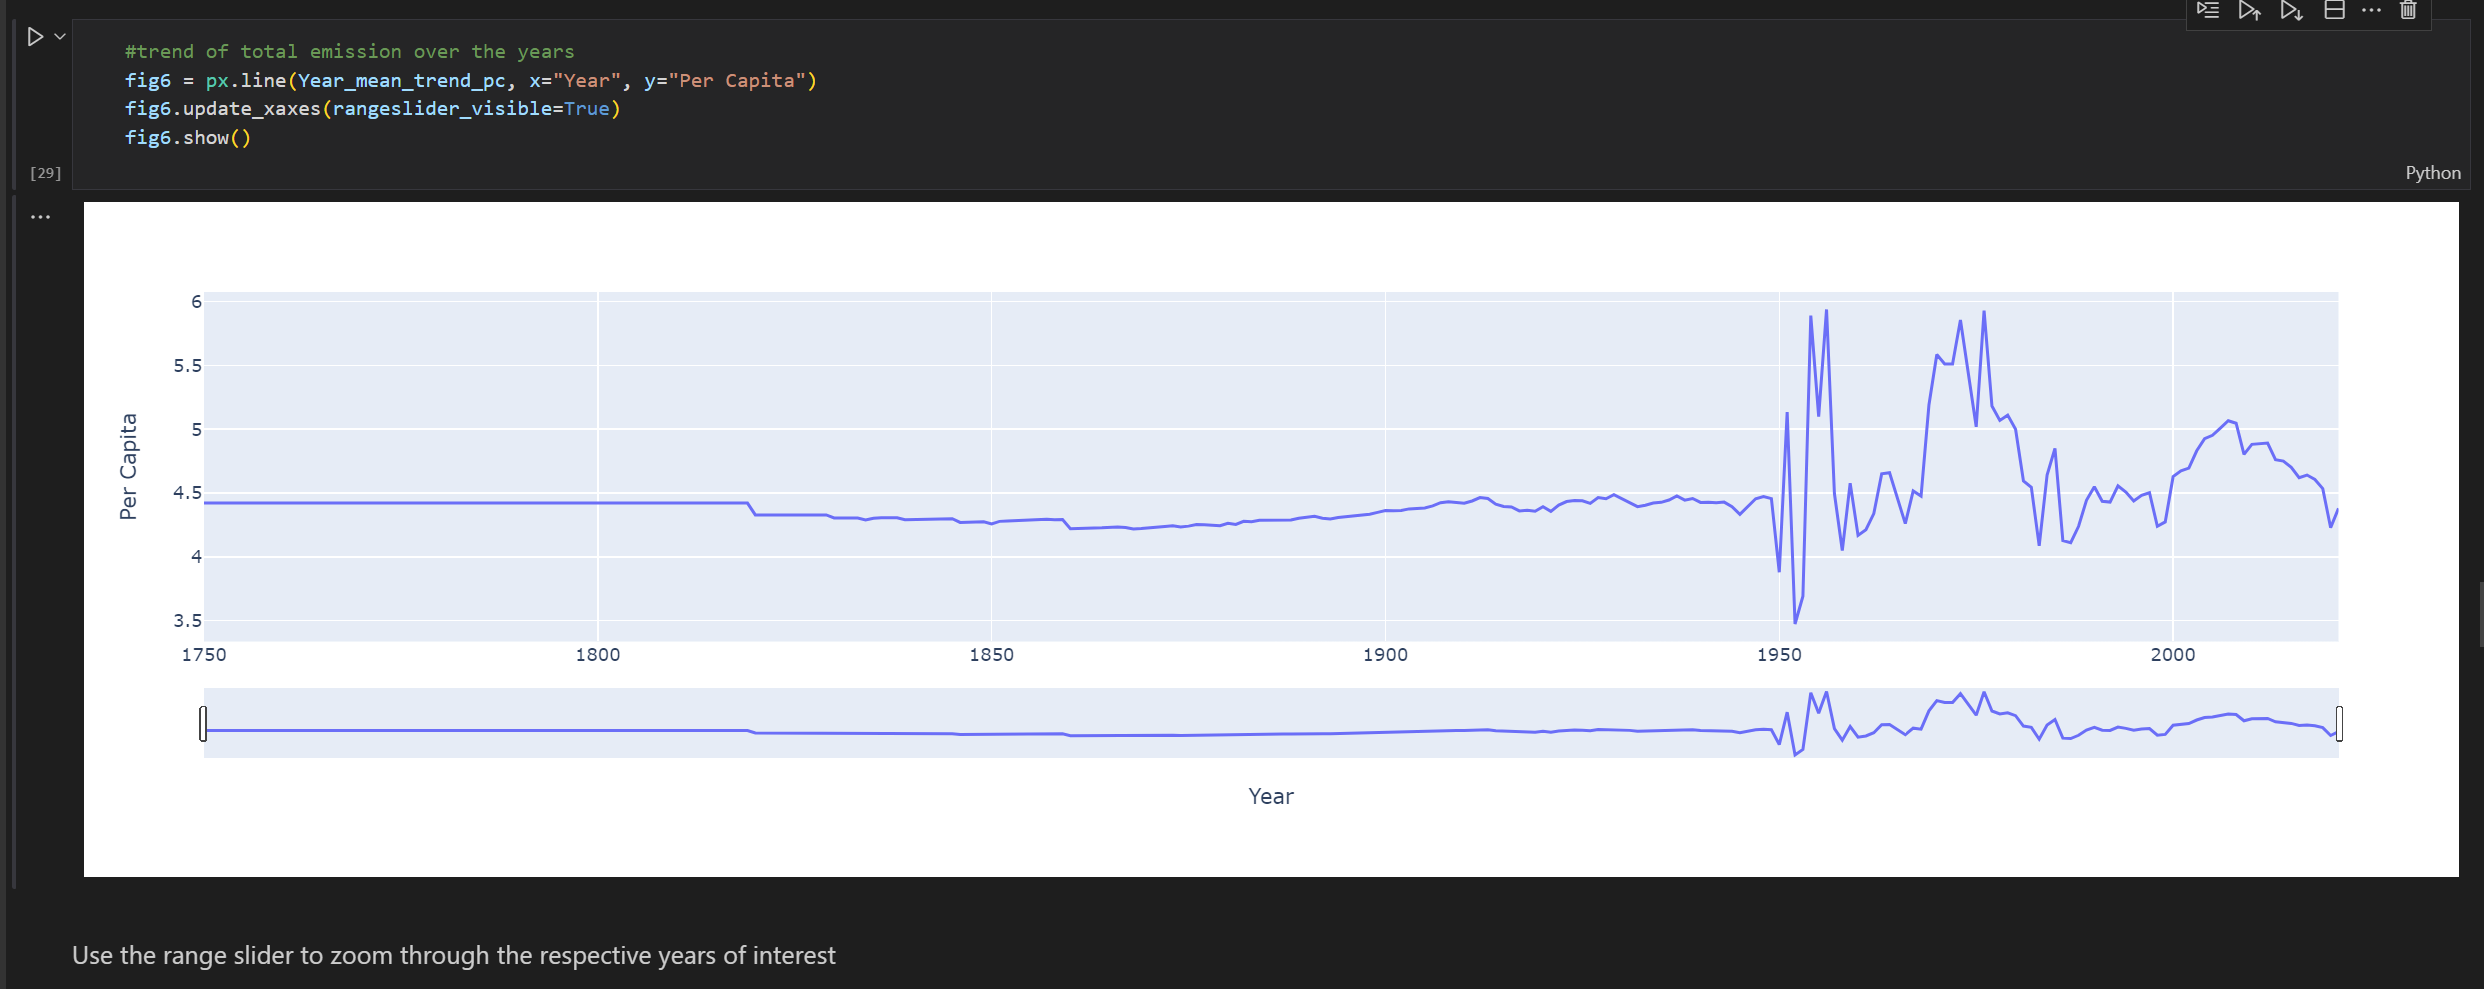 #trend of total emission over the years
fig6 = px.line(Year_mean_trend_pc, x="Year", y="Per Capita")
fig6.update_xaxes(rangeslider_visible=True)
fig6.show()
[29]
Python
6
5.5
5
4.5
4
3.5
Per Capita
1750 1800 1850 1900 1950 2000
Year
Use the range slider to zoom through the respective years of interest